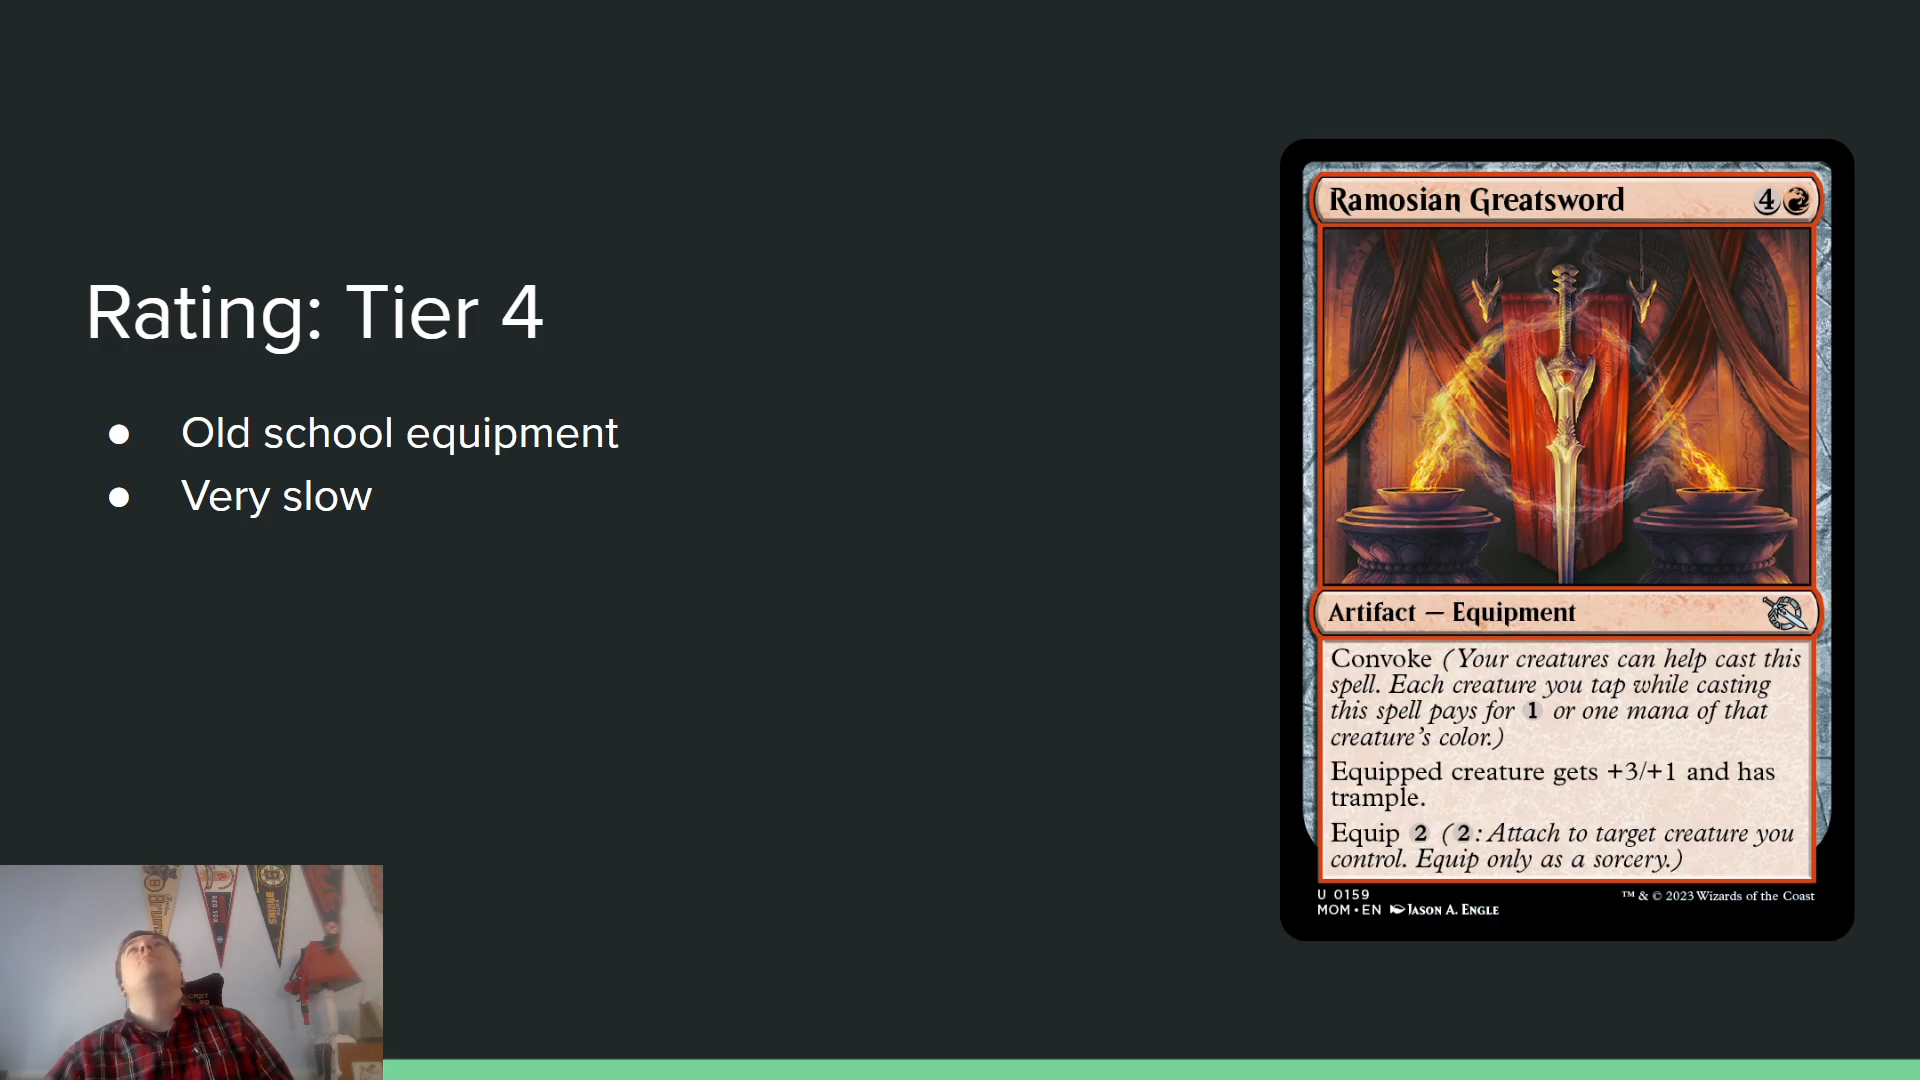 Rating: Tier 4
● Old school equipment
● Very slow
Ramosian Greatsword 4
Artifact — Equipment
Convoke (Your creatures can help cast this
spell. Each creature you tap while casting
this spell pays for 1 or one mana of that
creature's color.)
Equipped creature gets +3/+1 and has
trample.
Equip 2 (2: Attach to target creature you
control. Equip only as a sorcery.)
U 0159
MOM • EN JASON A. ENGLE
™ & © 2023 Wizards of the Coast
RED SOX
BRUINS